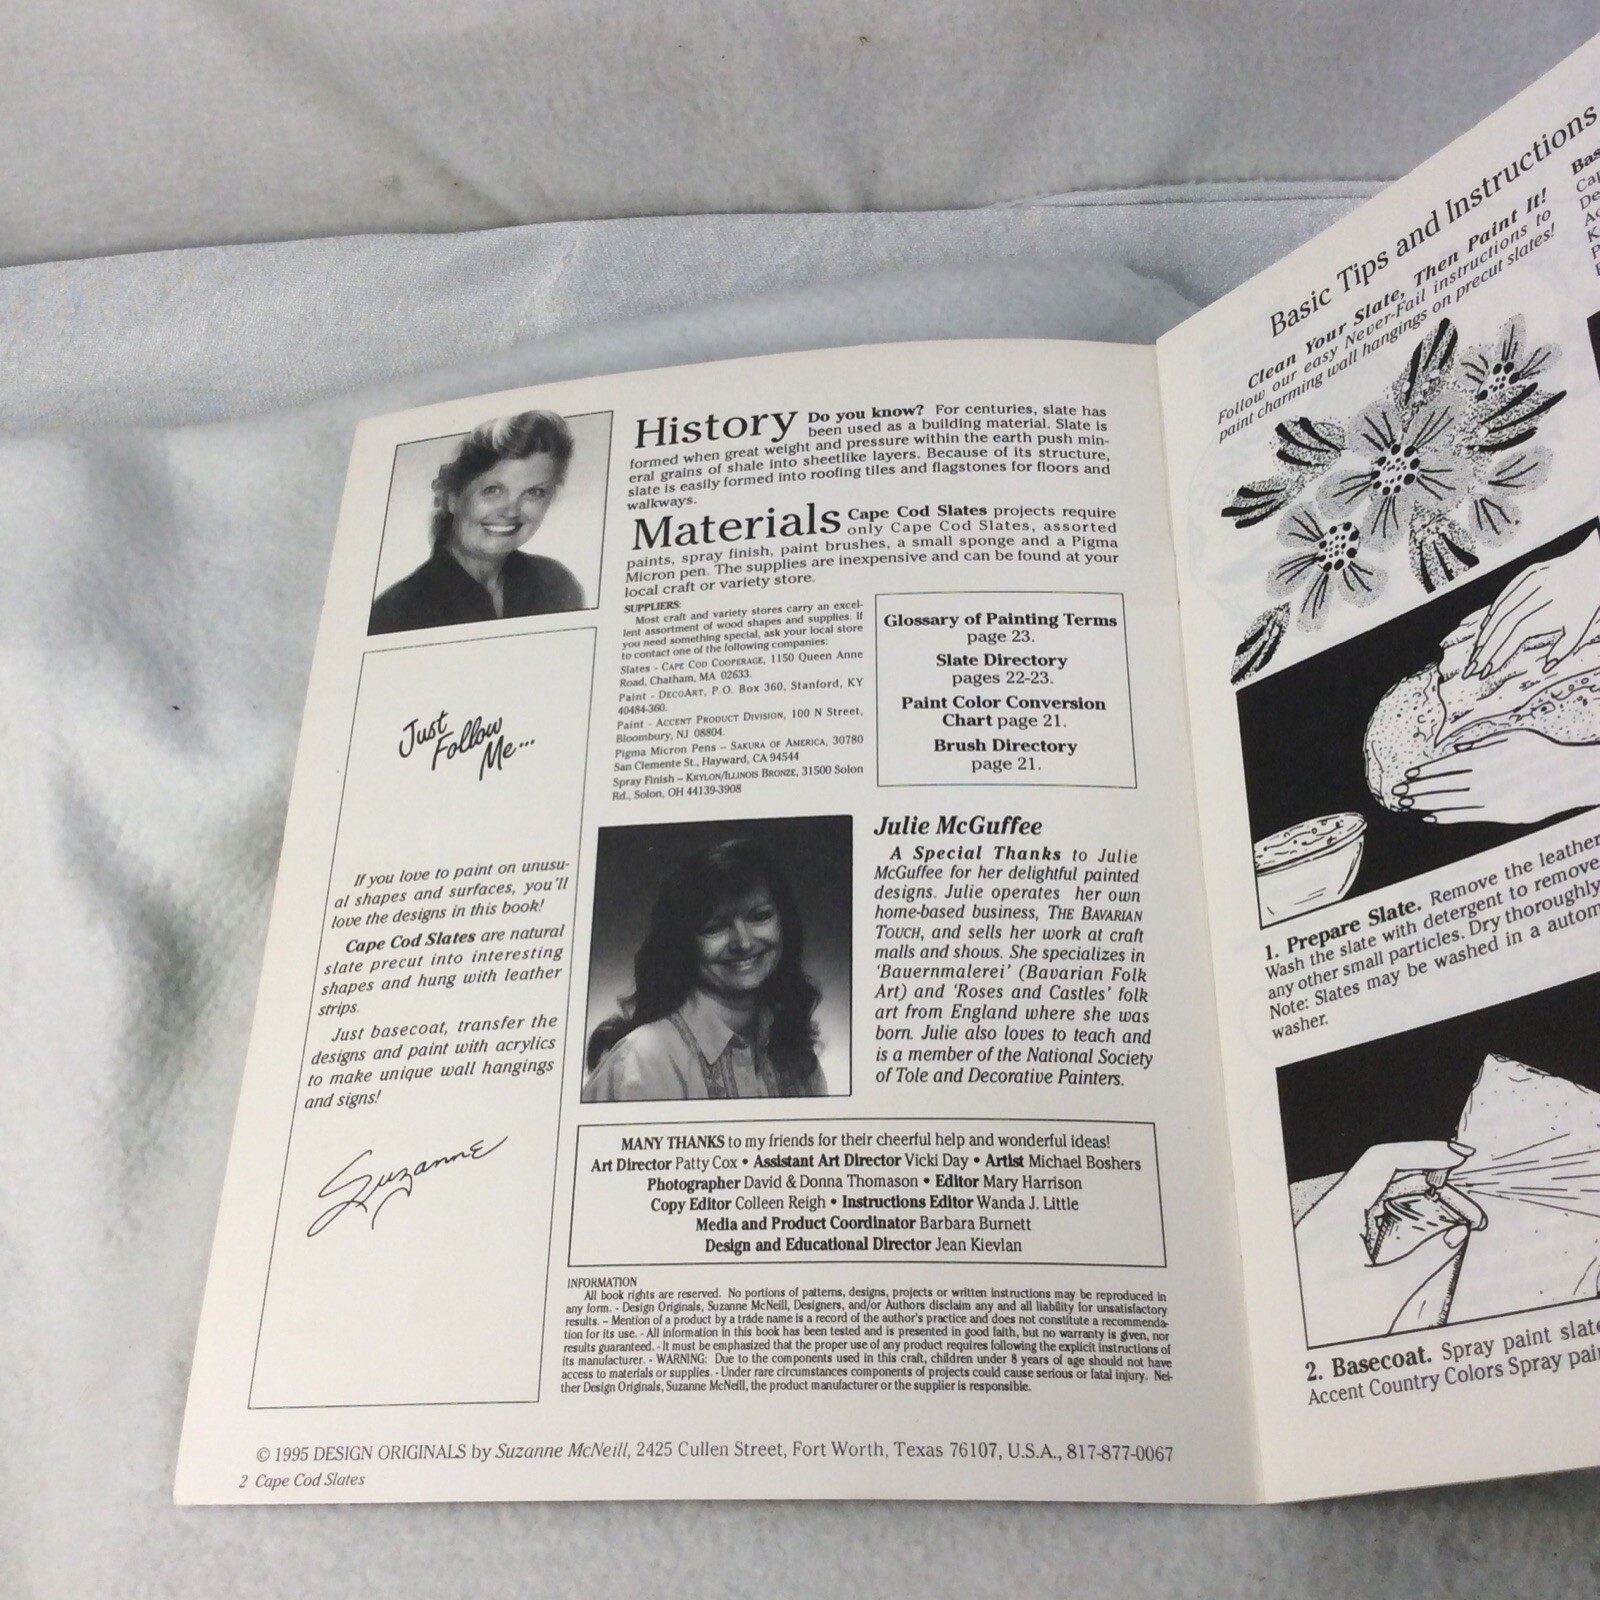 History Do you know? For centuries, slate has
been used as a building material. Slate is
formed when great weight and pressure within the earth push min-
eral grains of shale into sheetlike layers. Because of its structure,
slate is easily formed into roofing tiles and flagstones for floors and
walkways.
Materials Cape Cod Slates projects require
only Cape Cod Slates, assorted
paints, spray finish, paint brushes, a small sponge and a Pigma
Micron pen. The supplies are inexpensive and can be found at your
local craft or variety store.
SUPPLIERS:
Most craft and variety stores carry an excel-
lent assortment of wood shapes and supplies. If
you need something special, ask your local store
to contact one of the following companies:
Slates - CAPE COD COOPERAGE, 1150 Queen Anne
Road, Chatham, MA 02633.
Paint - DECOART, P.O. Box 360, Stanford, KY
40484-360.
Paint - ACCENT PRODUCT DIVISION, 100 N Street,
Bloombury, NJ 08804.
Pigma Micron Pens – SAKURA OF AMERICA, 30780
San Clemente St., Hayward, CA 94544
Spray Finish – KRYLON/ILLINOIS BRONZE, 31500 Solon
Rd., Solon, OH 44139-3908
Glossary of Painting Terms
page 23.
Slate Directory
pages 22-23.
Paint Color Conversion
Chart page 21.
Brush Directory
page 21.
Just
Follow
Me...
If you love to paint on unusu-
al shapes and surfaces, you'll
love the designs in this book!
Cape Cod Slates are natural
slate precut into interesting
shapes and hung with leather
strips.
Just basecoat, transfer the
designs and paint with acrylics
to make unique wall hangings
and signs!
Suzanne
Julie McGuffee
A Special Thanks to Julie
McGuffee for her delightful painted
designs. Julie operates her own
home-based business, THE BAVARIAN
TOUCH, and sells her work at craft
malls and shows. She specializes in
'Bauernmalerei' (Bavarian Folk
Art) and 'Roses and Castles' folk
art from England where she was
born. Julie also loves to teach and
is a member of the National Society
of Tole and Decorative Painters.
MANY THANKS to my friends for their cheerful help and wonderful ideas!
Art Director Patty Cox • Assistant Art Director Vicki Day • Artist Michael Boshers
Photographer David & Donna Thomason • Editor Mary Harrison
Copy Editor Colleen Reigh • Instructions Editor Wanda J. Little
Media and Product Coordinator Barbara Burnett
Design and Educational Director Jean Kievlan
INFORMATION
All book rights are reserved. No portions of patterns, designs, projects or written instructions may be reproduced in
any form. - Design Originals, Suzanne McNeill, Designers, and/or Authors disclaim any and all liability for unsatisfactory
results. – Mention of a product by a trade name is a record of the author's practice and does not constitute a recommenda-
tion for its use. - All information in this book has been tested and is presented in good faith, but no warranty is given, nor
results guaranteed. - It must be emphasized that the proper use of any product requires following the explicit instructions of
its manufacturer. - WARNING: Due to the components used in this craft, children under 8 years of age should not have
access to materials or supplies. - Under rare circumstances components of projects could cause serious or fatal injury. Nei-
ther Design Originals, Suzanne McNeill, the product manufacturer or the supplier is responsible.
© 1995 DESIGN ORIGINALS by Suzanne McNeill, 2425 Cullen Street, Fort Worth, Texas 76107, U.S.A., 817-877-0067
2 Cape Cod Slates
Basic Tips and Instructions
Clean Your Slate, Then Paint It!
Follow our easy Never-Fail instructions to
paint charming wall hangings on precut slates!
1. Prepare Slate. Remove the leather
Wash the slate with detergent to remove
any other small particles. Dry thoroughly
Note: Slates may be washed in a autom
washer.
2. Basecoat. Spray paint slate
Accent Country Colors Spray pai